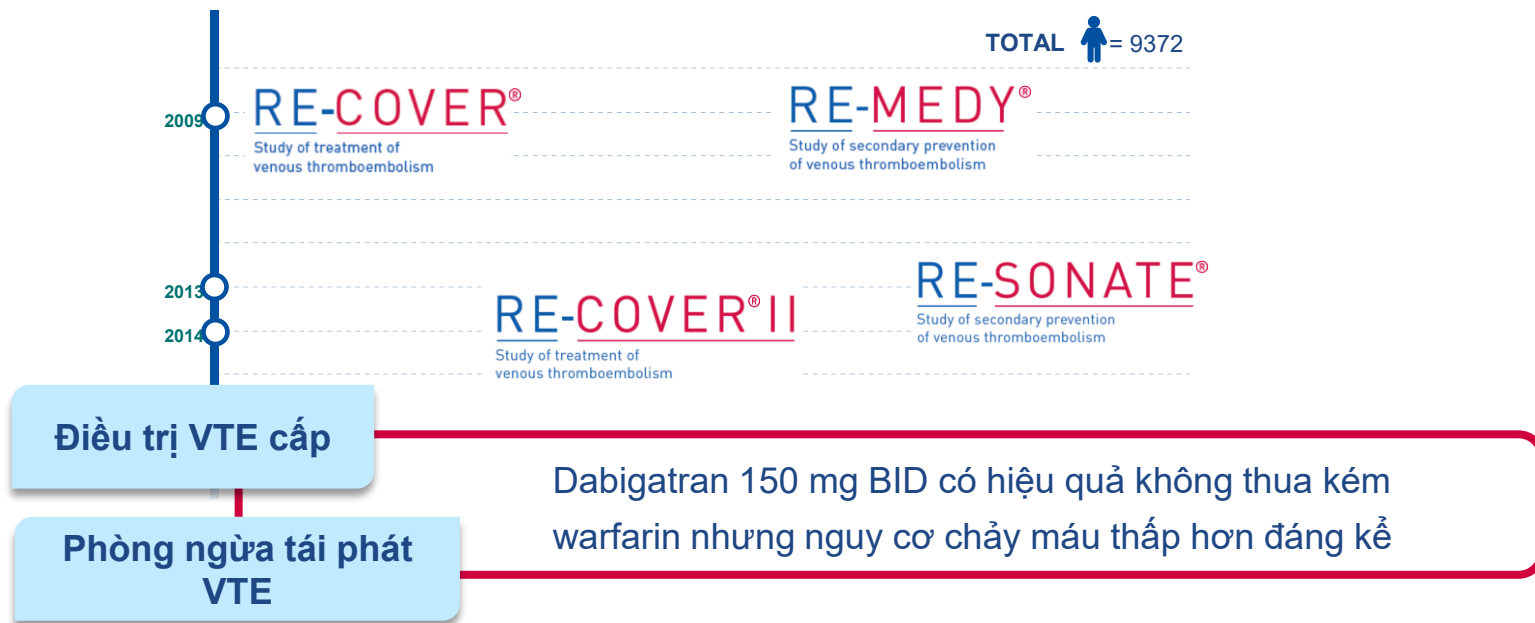 TOTAL = 9372
2009
RE-COVER®
Study of treatment of
venous thromboembolism
RE-MEDY®
Study of secondary prevention
of venous thromboembolism
2013
RE-SONATE®
Study of secondary prevention
of venous thromboembolism
2014
RE-COVER®II
Study of treatment of
venous thromboembolism
Điều trị VTE cấp
Dabigatran 150 mg BID có hiệu quả không thua kém
warfarin nhưng nguy cơ chảy máu thấp hơn đáng kể
Phòng ngừa tái phát
VTE